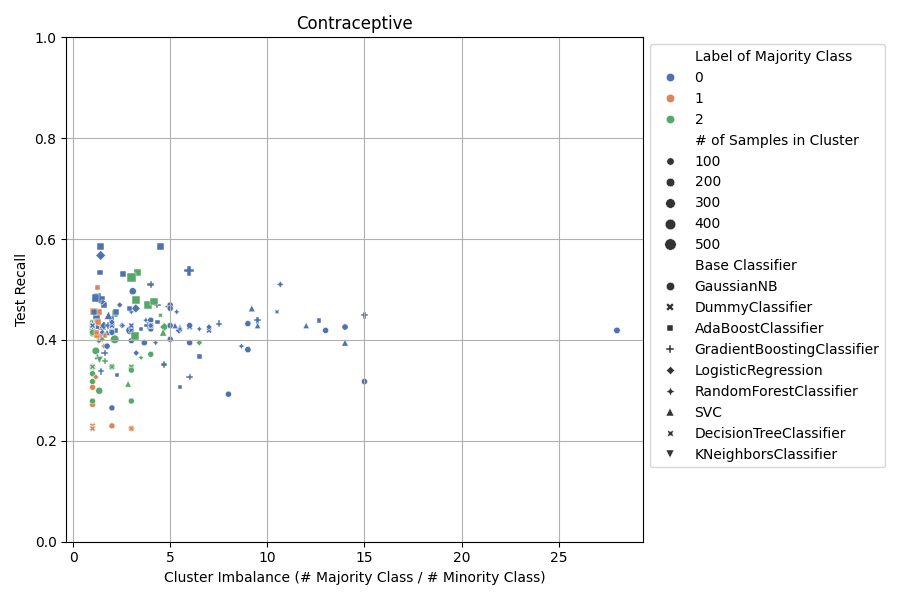 Contraceptive
Test Recall
1.0
0.8
0.6
0.4
0.2
0.0
0 5 10 15 20 25
Cluster Imbalance (# Majority Class / # Minority Class)
Label of Majority Class
0
1
2
# of Samples in Cluster
100
200
300
400
500
Base Classifier
GaussianNB
DummyClassifier
AdaBoostClassifier
GradientBoostingClassifier
LogisticRegression
RandomForestClassifier
SVC
DecisionTreeClassifier
KNeighborsClassifier